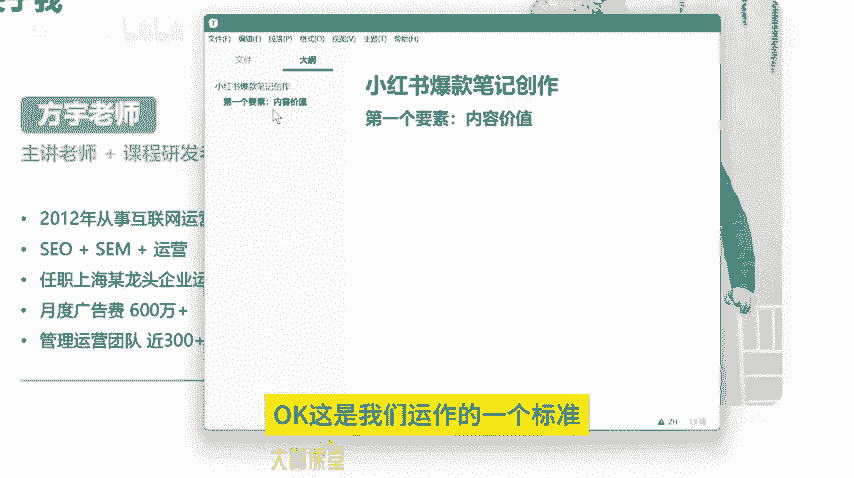 方宇老师
主讲老师 + 课程研发
• 2012年从事互联网运营
• SEO + SEM + 运营
• 任职上海某龙头企业运
• 月度广告费 600万+
• 管理运营团队 近300+
文件(F) 编辑(E) 段落(P) 格式(O) 视图(V) 主题(T) 帮助(H)
文件 大纲
小红书爆款笔记创作
第一个要素：内容价值
小红书爆款笔记创作
第一个要素：内容价值
ZH
OK这是我们运作的一个标准